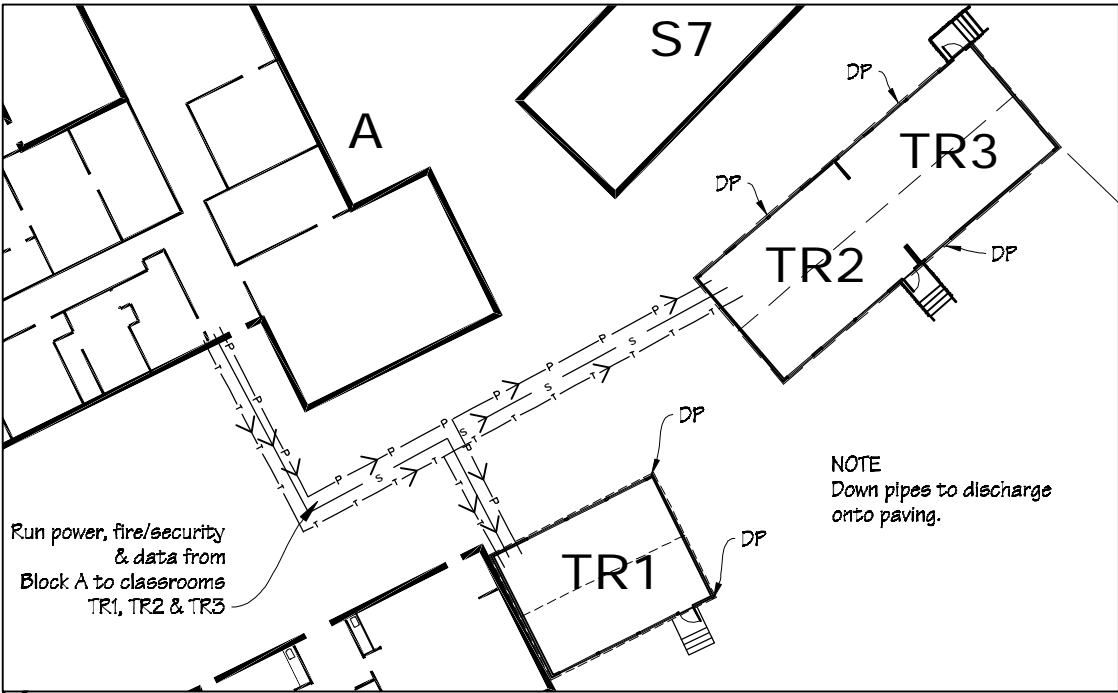 S7
A
DP
TR3
DP
TR2
DP
DP
NOTE
Down pipes to discharge
onto paving.
Run power, fire/security
& data from
Block A to classrooms
TR1, TR2 & TR3
TR1
DP
P
P
P
P
P
P
P
P
P
P
P
P
S
S
S
S
T
T
T
T
T
T
T
T
T
T
T
T